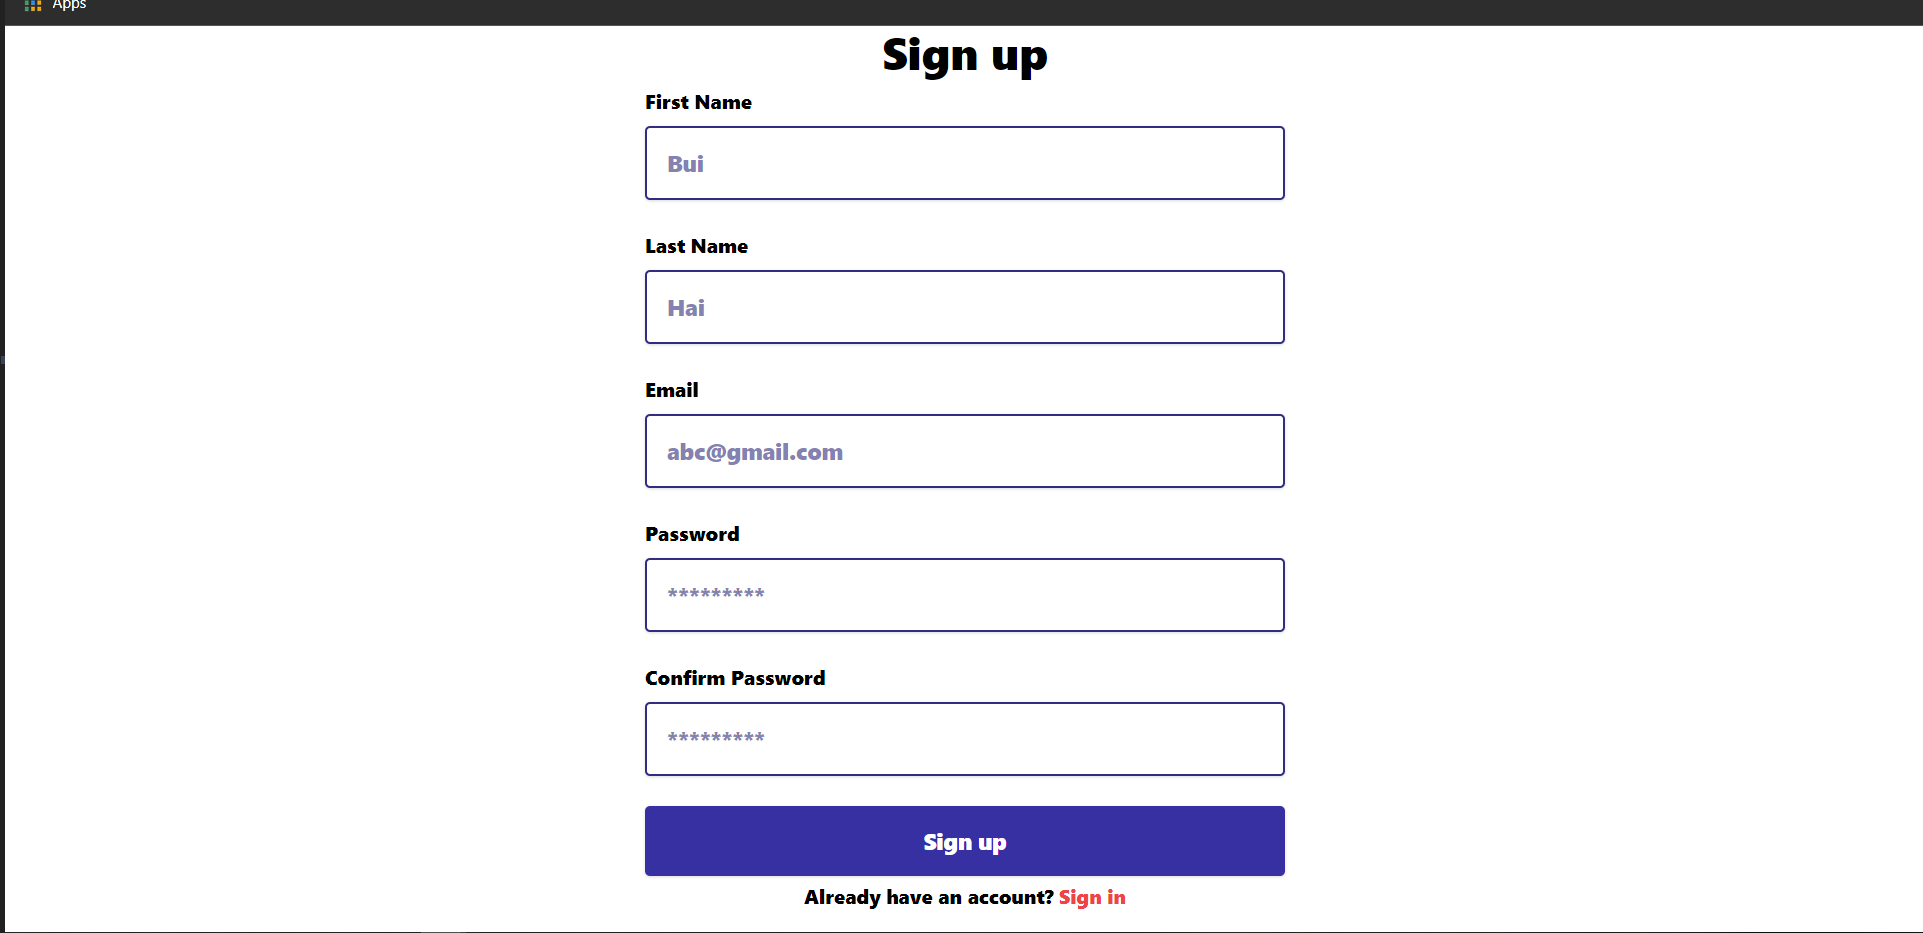 Apps
Sign up
First Name
Bui
Last Name
Hai
Email
abc@gmail.com
Password
*********
Confirm Password
*********
Sign up
Already have an account? Sign in